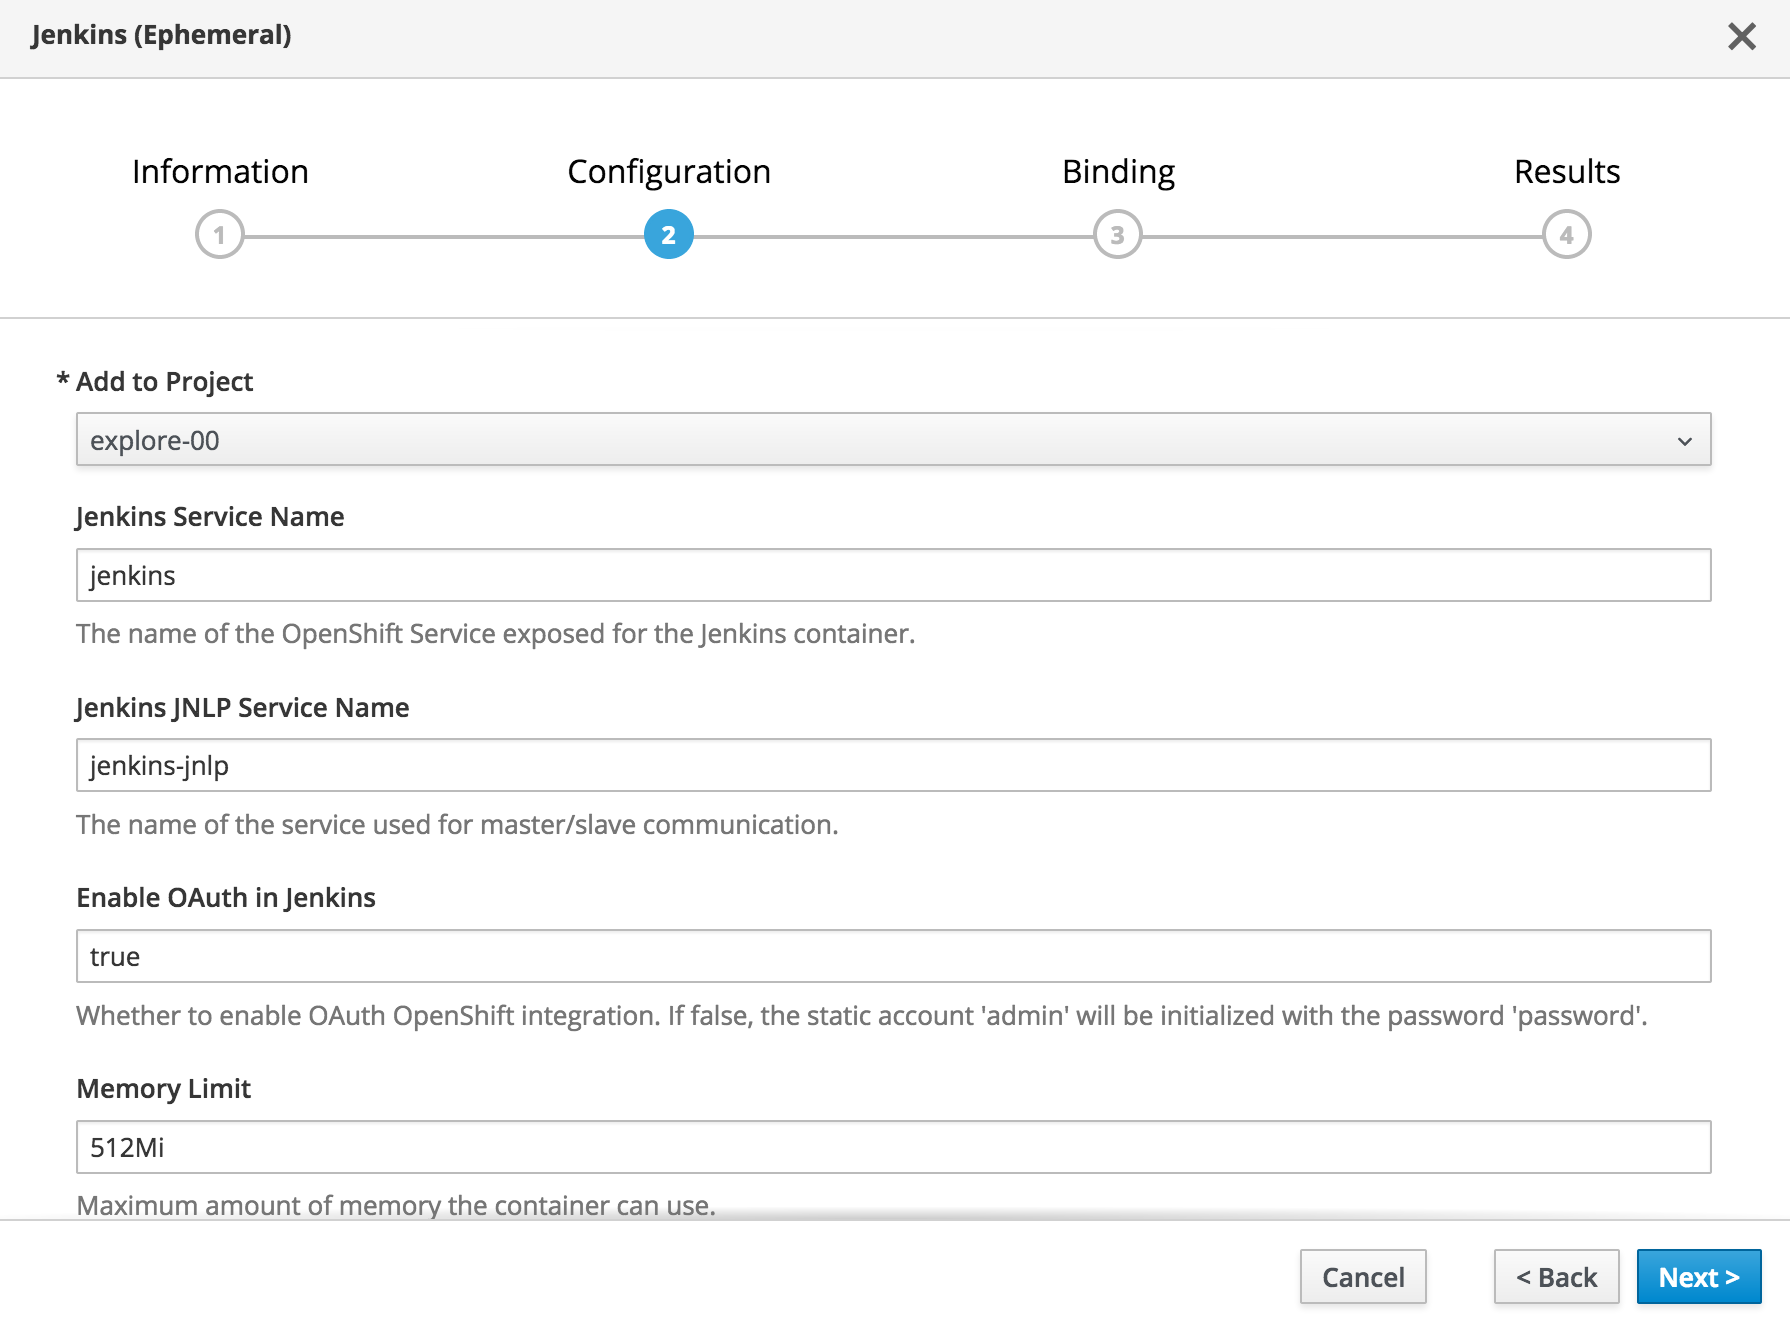 Jenkins (Ephemeral)
Information
Configuration
Binding
Results
1
2
3
4
* Add to Project
explore-00
Jenkins Service Name
jenkins
The name of the OpenShift Service exposed for the Jenkins container.
Jenkins JNLP Service Name
jenkins-jnlp
The name of the service used for master/slave communication.
Enable OAuth in Jenkins
true
Whether to enable OAuth OpenShift integration. If false, the static account 'admin' will be initialized with the password 'password'.
Memory Limit
512Mi
Maximum amount of memory the container can use.
Cancel
< Back
Next >